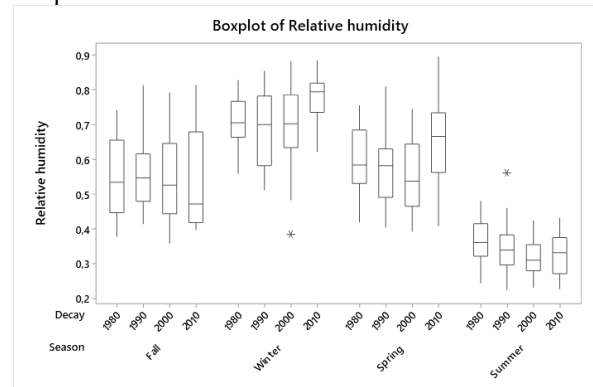 Boxplot of Relative humidity
0,9
0,8
0,7
0,6
0,5
0,4
0,3
0,2
Relative humidity
Decay 1980 1990 2000 2010 1980 1990 2000 2010 1980 1990 2000 2010 1980 1990 2000 2010
Season Fall Winter Spring Summer